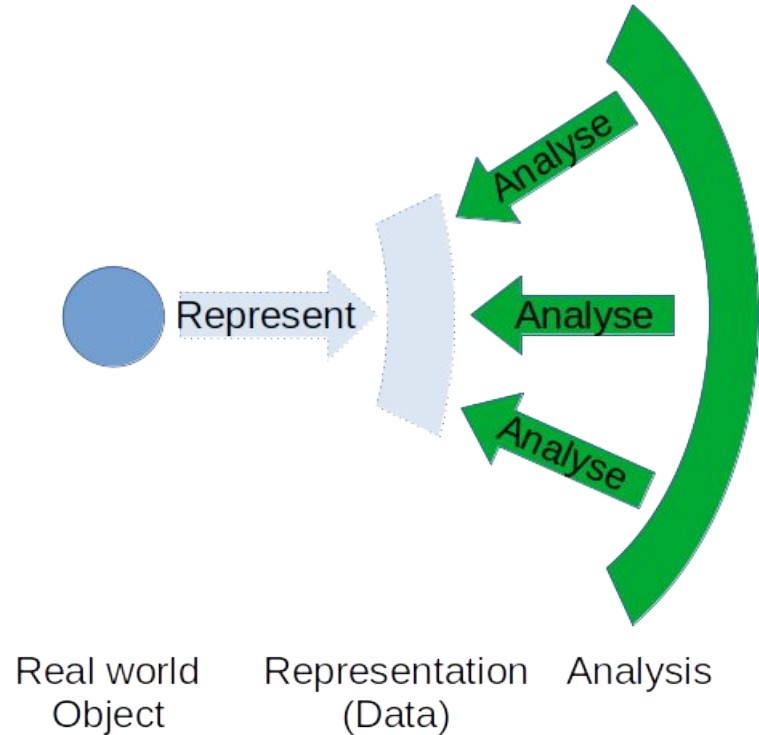 Analyse
Represent
Analyse
Analyse
Real world
Object
Representation
(Data)
Analysis